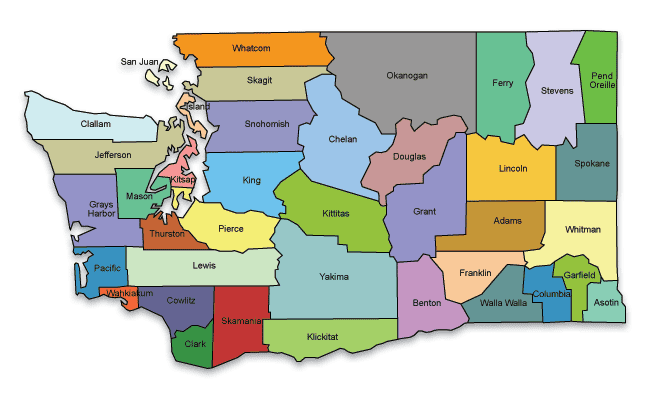 Whatcom
San Juan
Skagit
Okanogan
Ferry
Stevens
Pend
Oreille
Island
Clallam
Snohomish
Chelan
Jefferson
Douglas
Lincoln
Spokane
Kitsap
King
Mason
Grays
Harbor
Kittitas
Grant
Adams
Thurston
Pierce
Whitman
Pacific
Lewis
Yakima
Franklin
Garfield
Wahkiakum
Cowlitz
Benton
Walla Walla
Columbia
Asotin
Skamania
Clark
Klickitat